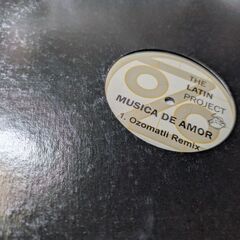 THE
LATIN
PROJECT
MUSICA DE AMOR
1. Ozomatli Remix